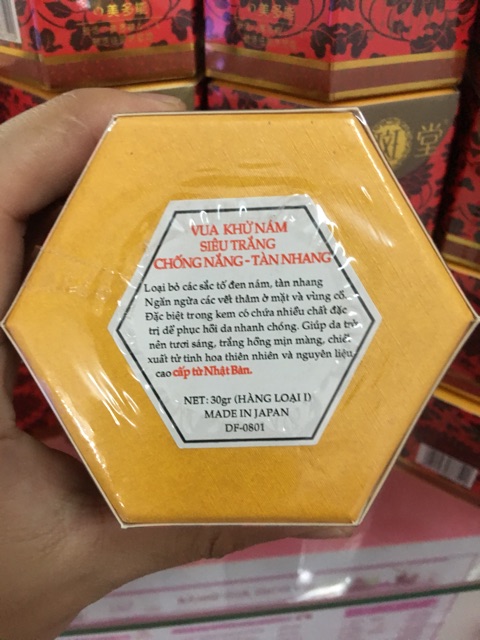 VUA KHỬ NÁM
SIÊU TRẮNG
CHỐNG NẮNG - TÀN NHANG
Loại bỏ các sắc tố đen nám, tàn nhang
Ngăn ngừa các vết thâm ở mặt và vùng cổ.
Đặc biệt trong kem có chứa nhiều chất đặc
trị để phục hồi da nhanh chóng. Giúp da trở
nên tươi sáng, trắng hồng mịn màng, chiết
xuất từ tinh hoa thiên nhiên và nguyên liệu
cao cấp từ Nhật Bản.
NET: 30gr (HÀNG LOẠI I)
MADE IN JAPAN
DF-0801
堂